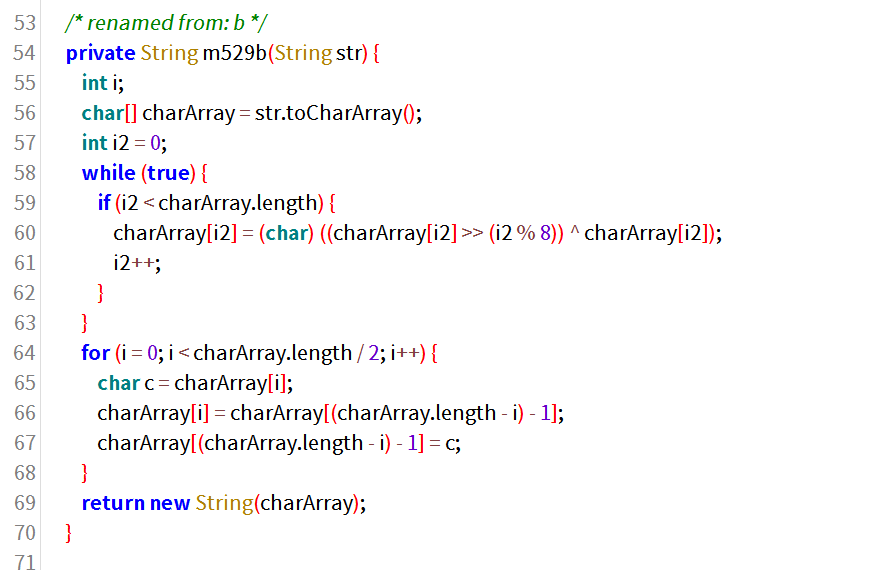 53 /* renamed from: b */
54 private String m529b(String str) {
55 int i;
56 char[] charArray = str.toCharArray();
57 int i2 = 0;
58 while (true) {
59 if (i2 < charArray.length) {
60 charArray[i2] = (char) ((charArray[i2] >> (i2 % 8)) ^ charArray[i2]);
61 i2++;
62 }
63 }
64 for (i = 0; i < charArray.length / 2; i++) {
65 char c = charArray[i];
66 charArray[i] = charArray[(charArray.length - i) - 1];
67 charArray[(charArray.length - i) - 1] = c;
68 }
69 return new String(charArray);
70 }
71